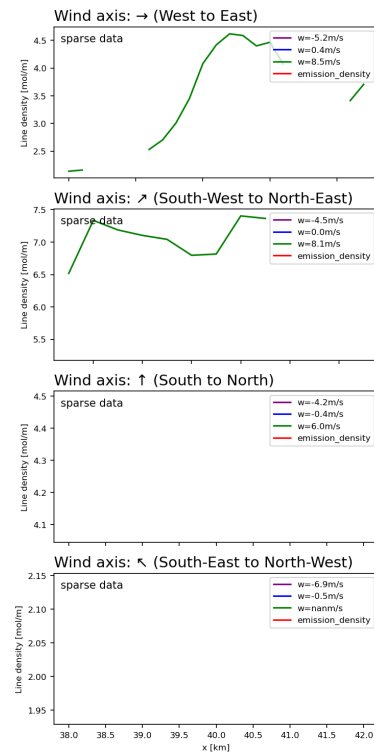 Wind axis: → (West to East)
sparse data
w=-5.2m/s
w=0.4m/s
w=8.5m/s
emission_density
4.5
4.0
3.5
3.0
2.5
Line density [mol/m]
Wind axis: ↗ (South-West to North-East)
sparse data
w=-4.5m/s
w=0.0m/s
w=8.1m/s
emission_density
7.5
7.0
6.5
6.0
5.5
Line density [mol/m]
Wind axis: ↑ (South to North)
sparse data
w=-4.2m/s
w=-0.4m/s
w=6.0m/s
emission_density
4.5
4.4
4.3
4.2
4.1
Line density [mol/m]
Wind axis: ↖ (South-East to North-West)
sparse data
w=-6.9m/s
w=-0.5m/s
w=nanm/s
emission_density
2.15
2.10
2.05
2.00
1.95
Line density [mol/m]
38.0 38.5 39.0 39.5 40.0 40.5 41.0 41.5 42.0
x [km]